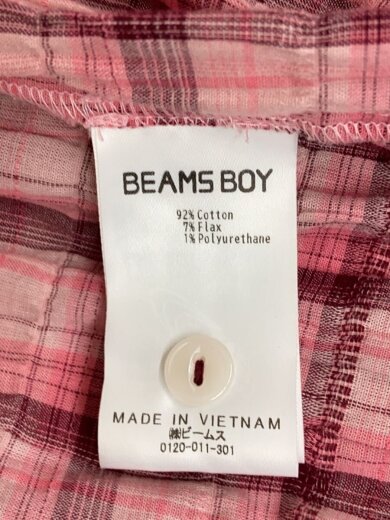 BEAMS BOY
92% Cotton
7% Flax
1% Polyurethane
MADE IN VIETNAM
㈱ビームス
0120-011-301